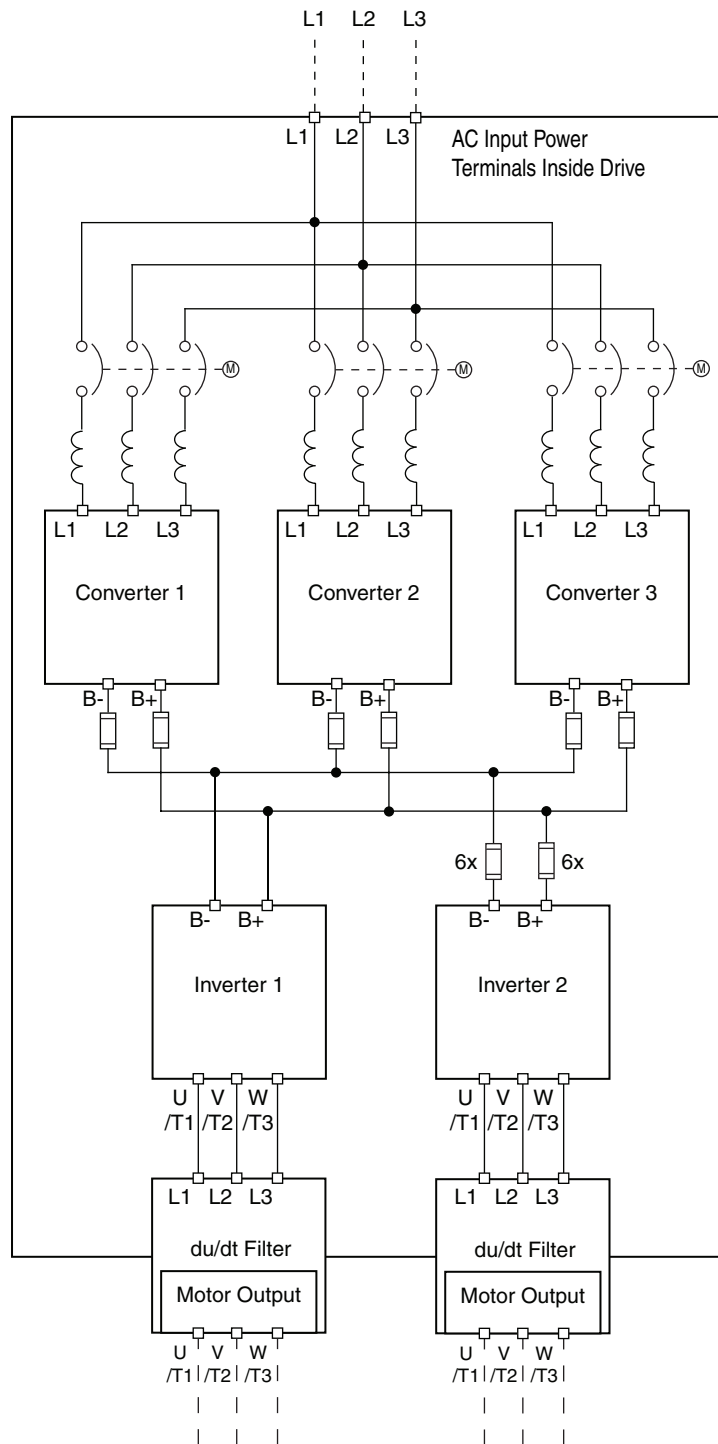 L1 L2 L3
L1 L2 L3 AC Input Power
Terminals Inside Drive
M M M
L1 L2 L3 L1 L2 L3 L1 L2 L3
Converter 1 Converter 2 Converter 3
B- B+ B- B+ B- B+
6x 6x
B- B+ B- B+
Inverter 1 Inverter 2
U V W U V W
/T1 /T2 /T3 /T1 /T2 /T3
L1 L2 L3 L1 L2 L3
du/dt Filter du/dt Filter
Motor Output Motor Output
U V W U V W
/T1 /T2 /T3 /T1 /T2 /T3